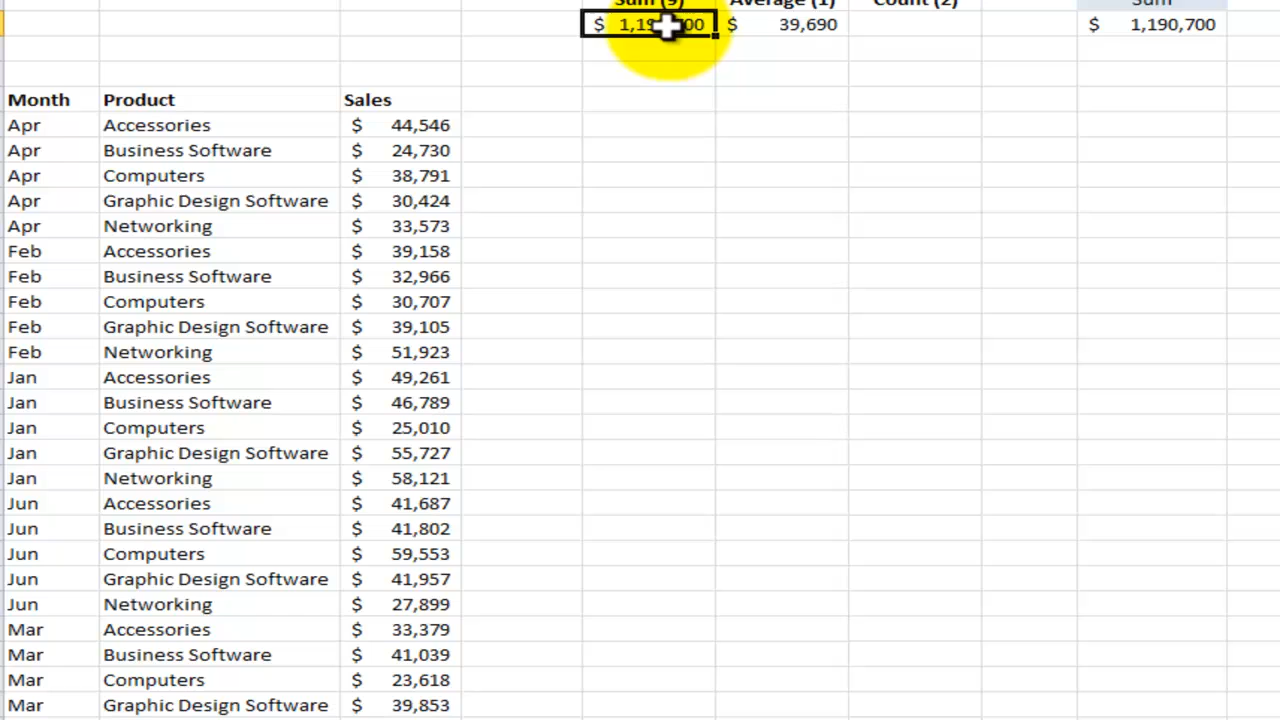 Sum (9) Average (1) Count (2) Sum
$ 1,19 00 $ 39,690 $ 1,190,700
Month Product Sales
Apr Accessories $ 44,546
Apr Business Software $ 24,730
Apr Computers $ 38,791
Apr Graphic Design Software $ 30,424
Apr Networking $ 33,573
Feb Accessories $ 39,158
Feb Business Software $ 32,966
Feb Computers $ 30,707
Feb Graphic Design Software $ 39,105
Feb Networking $ 51,923
Jan Accessories $ 49,261
Jan Business Software $ 46,789
Jan Computers $ 25,010
Jan Graphic Design Software $ 55,727
Jan Networking $ 58,121
Jun Accessories $ 41,687
Jun Business Software $ 41,802
Jun Computers $ 59,553
Jun Graphic Design Software $ 41,957
Jun Networking $ 27,899
Mar Accessories $ 33,379
Mar Business Software $ 41,039
Mar Computers $ 23,618
Mar Graphic Design Software $ 39,853